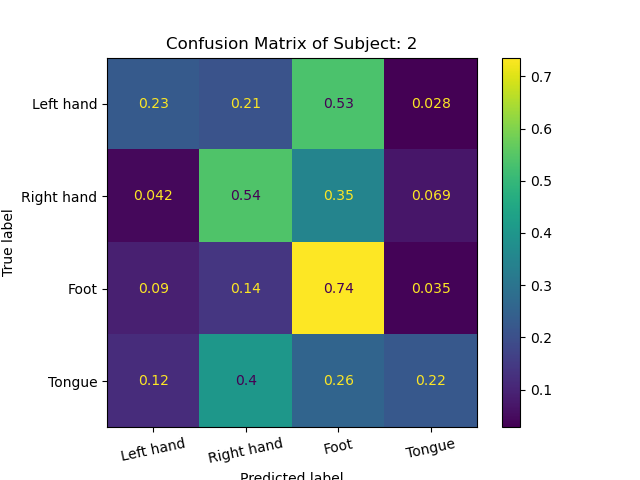 Confusion Matrix of Subject: 2
Left hand 0.23 0.21 0.53 0.028
Right hand 0.042 0.54 0.35 0.069
Foot 0.09 0.14 0.74 0.035
Tongue 0.12 0.4 0.26 0.22
Left hand Right hand Foot Tongue
Predicted label
True label
0.7
0.6
0.5
0.4
0.3
0.2
0.1